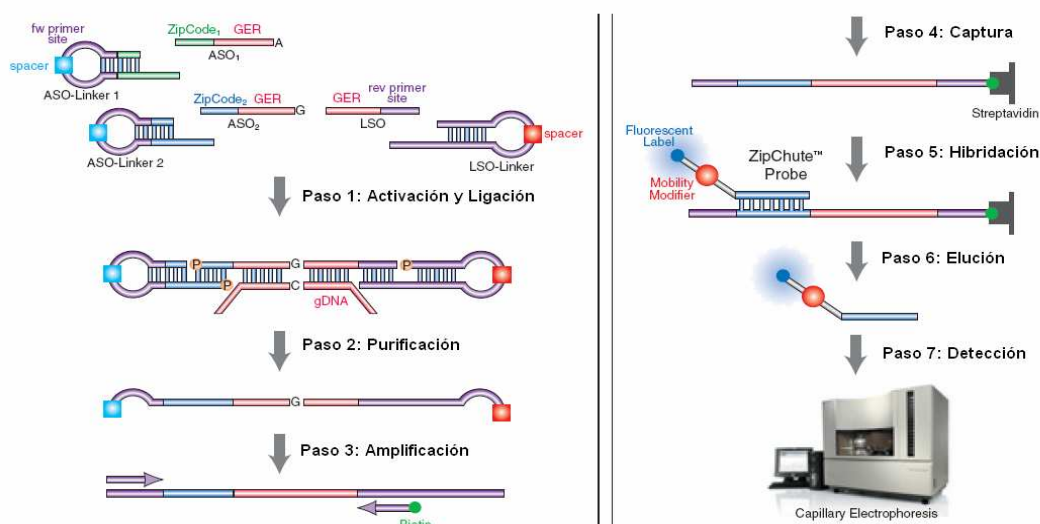 fw primer
site
ZipCode1 GER
A
ASO1
spacer
ASO-Linker 1
ZipCode2 GER
G
ASO2
GER
rev primer
site
LSO
spacer
ASO-Linker 2
LSO-Linker
Paso 1: Activación y Ligación
P
G
P
P
C
gDNA
Paso 2: Purificación
G
Paso 3: Amplificación
Paso 4: Captura
Streptavidin
Fluorescent
Label
ZipChute™
Probe
Paso 5: Hibridación
Mobility
Modifier
Paso 6: Elución
Paso 7: Detección
Capillary Electrophoresis